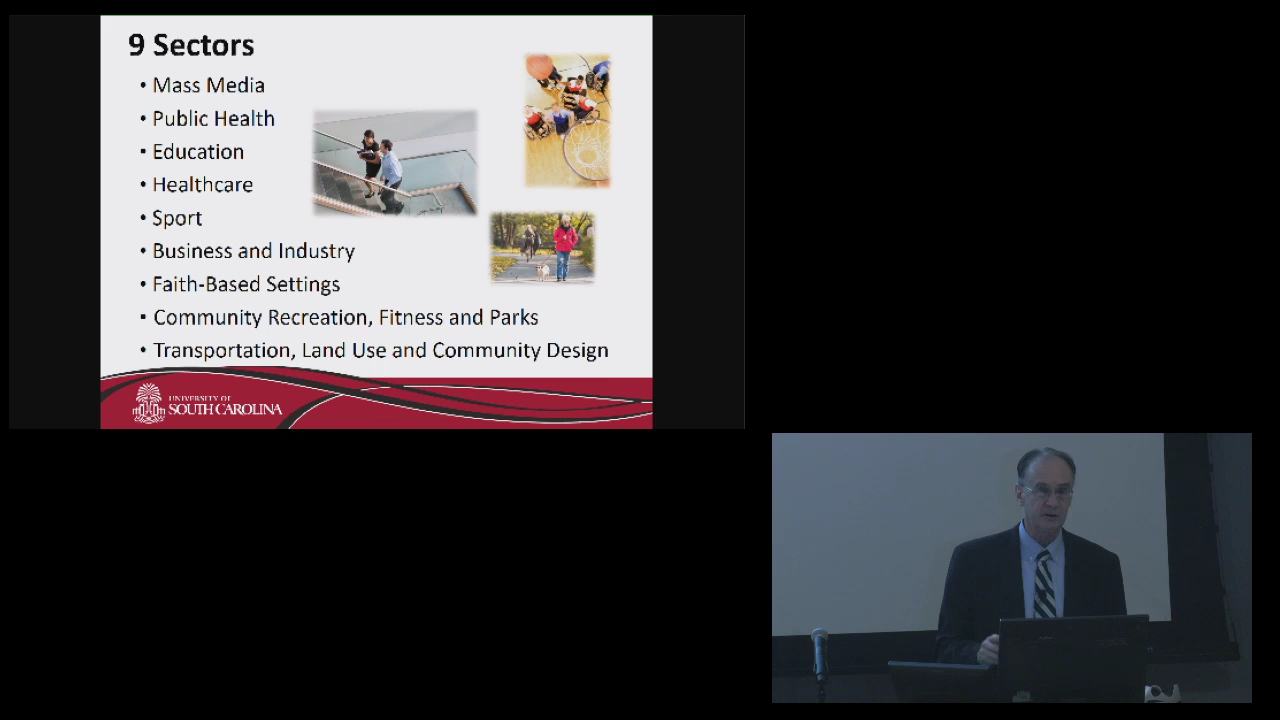 9 Sectors
• Mass Media
• Public Health
• Education
• Healthcare
• Sport
• Business and Industry
• Faith-Based Settings
• Community Recreation, Fitness and Parks
• Transportation, Land Use and Community Design
UNIVERSITY OF
SOUTH CAROLINA